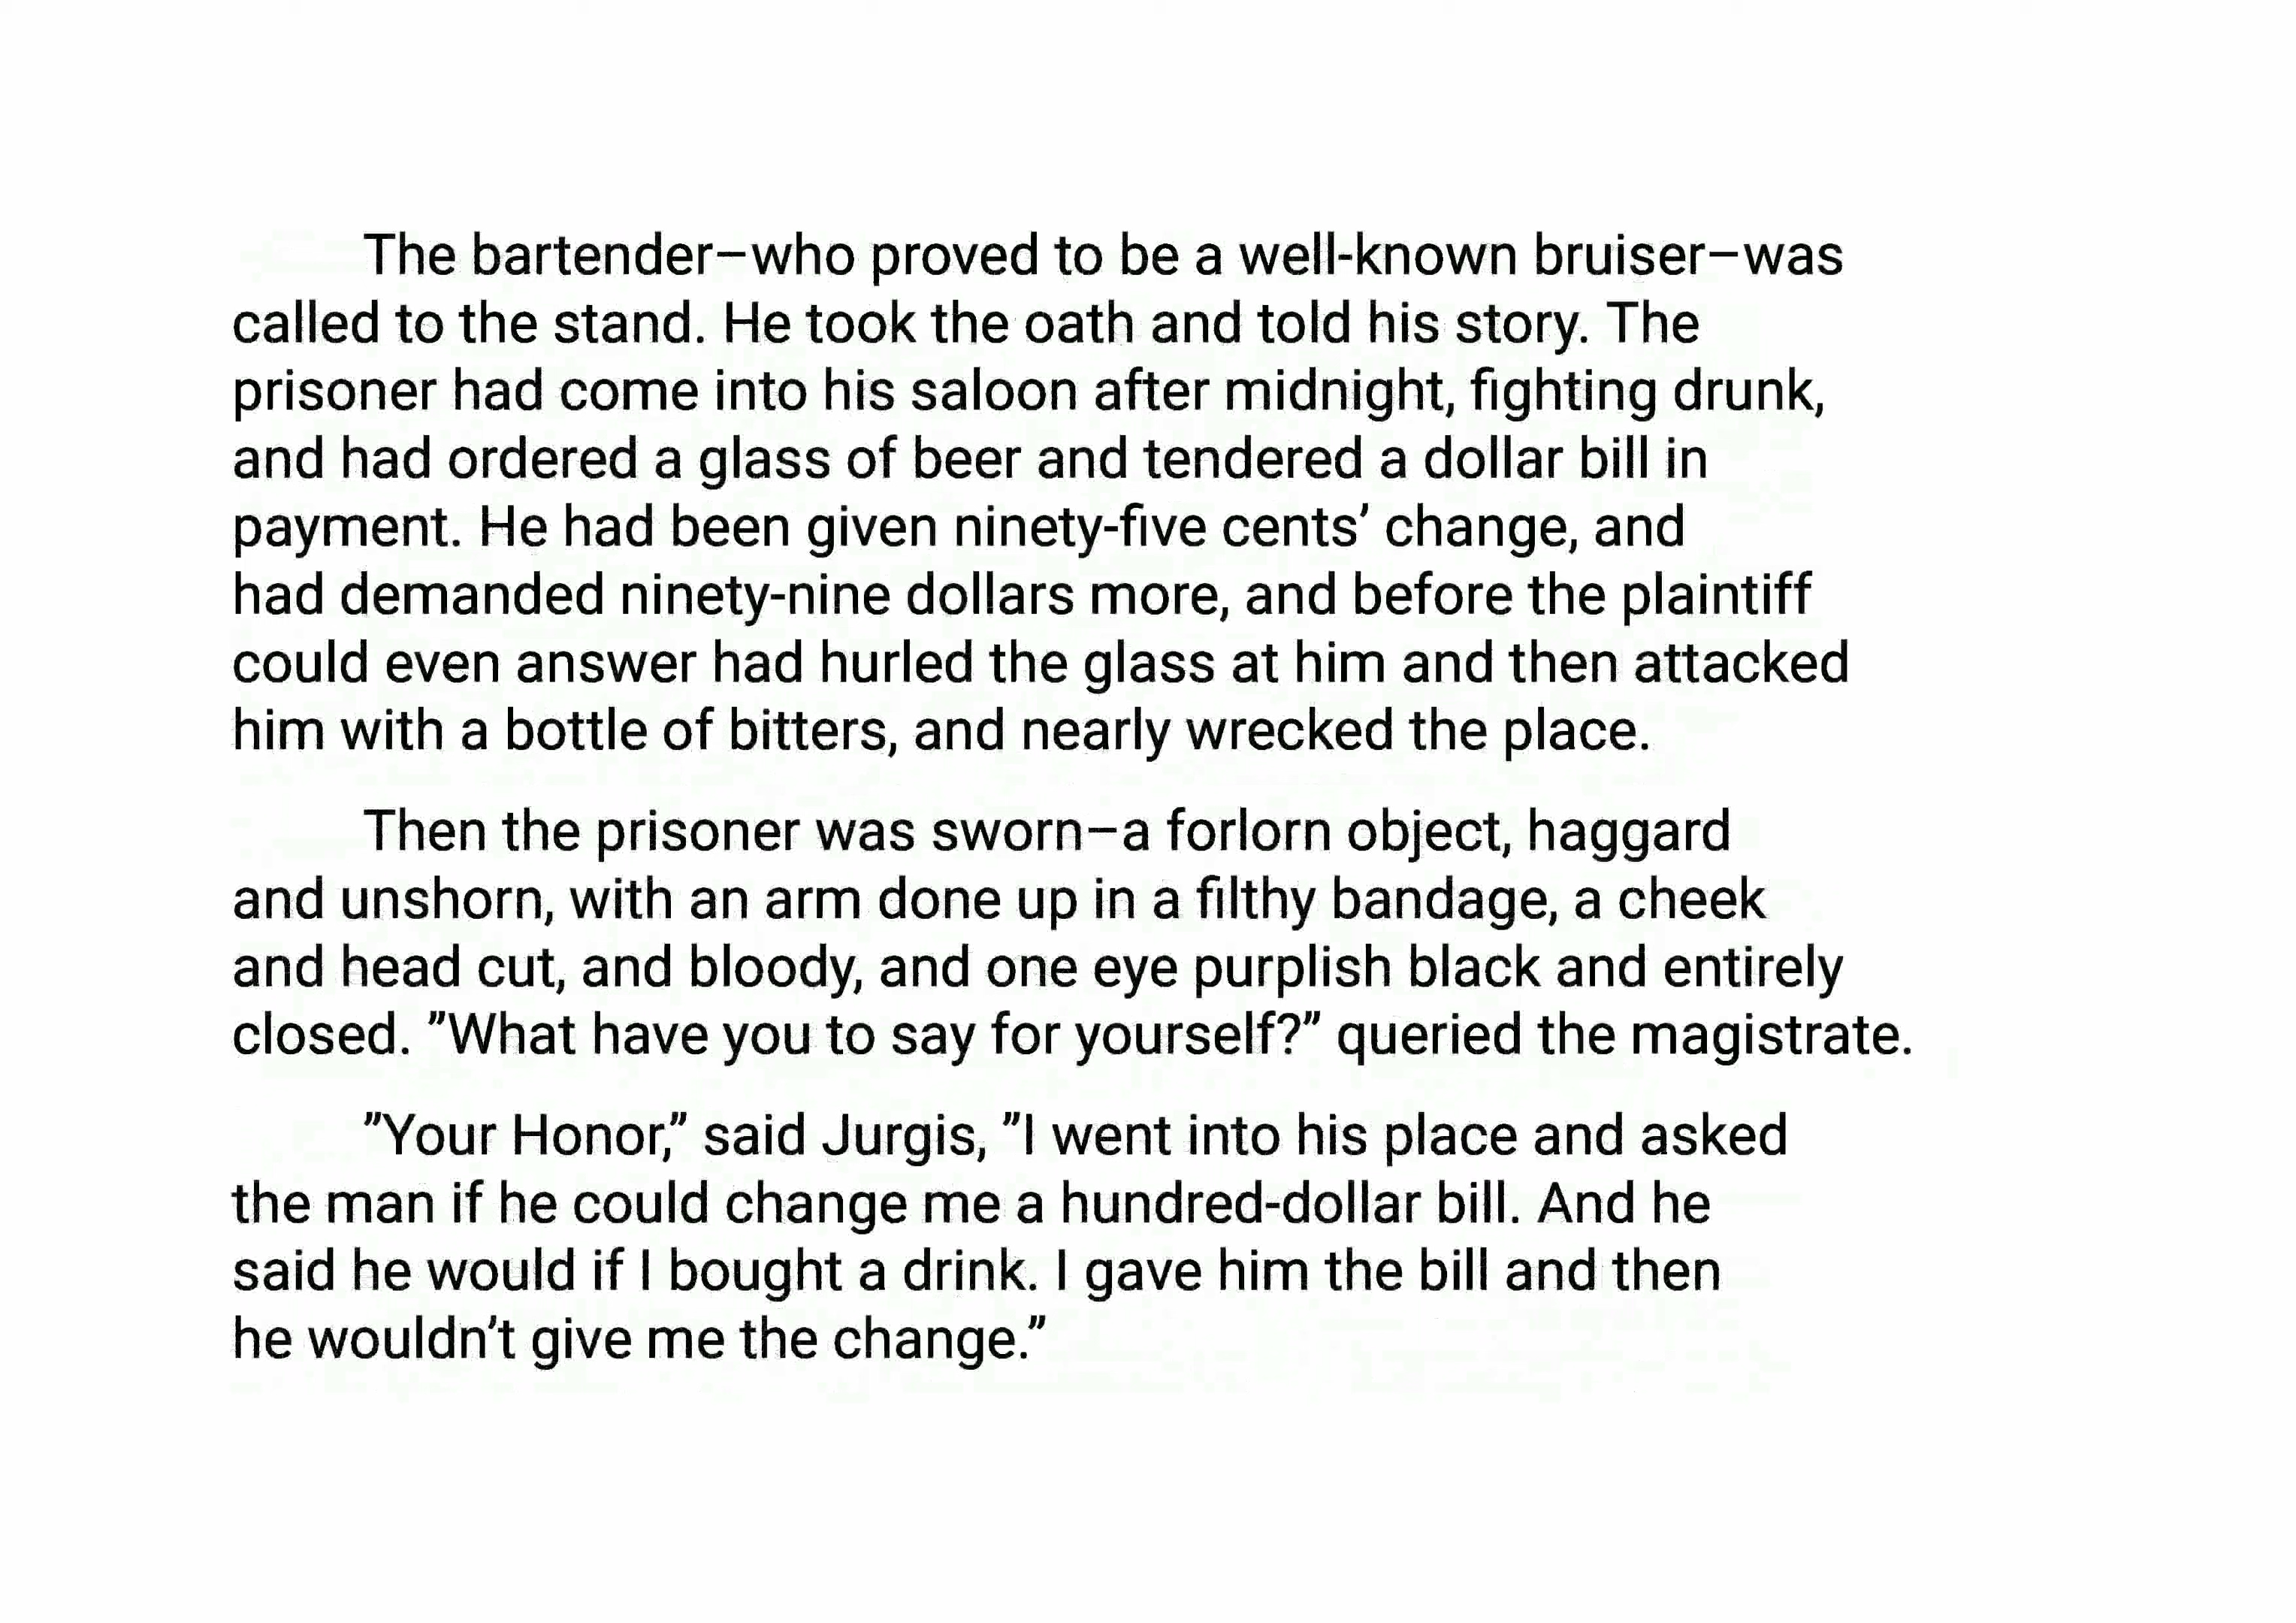 The bartender–who proved to be a well-known bruiser–was
called to the stand. He took the oath and told his story. The
prisoner had come into his saloon after midnight, fighting drunk,
and had ordered a glass of beer and tendered a dollar bill in
payment. He had been given ninety-five cents’ change, and
had demanded ninety-nine dollars more, and before the plaintiff
could even answer had hurled the glass at him and then attacked
him with a bottle of bitters, and nearly wrecked the place.
Then the prisoner was sworn–a forlorn object, haggard
and unshorn, with an arm done up in a filthy bandage, a cheek
and head cut, and bloody, and one eye purplish black and entirely
closed. ”What have you to say for yourself?” queried the magistrate.
”Your Honor,” said Jurgis, ”I went into his place and asked
the man if he could change me a hundred-dollar bill. And he
said he would if I bought a drink. I gave him the bill and then
he wouldn’t give me the change.”